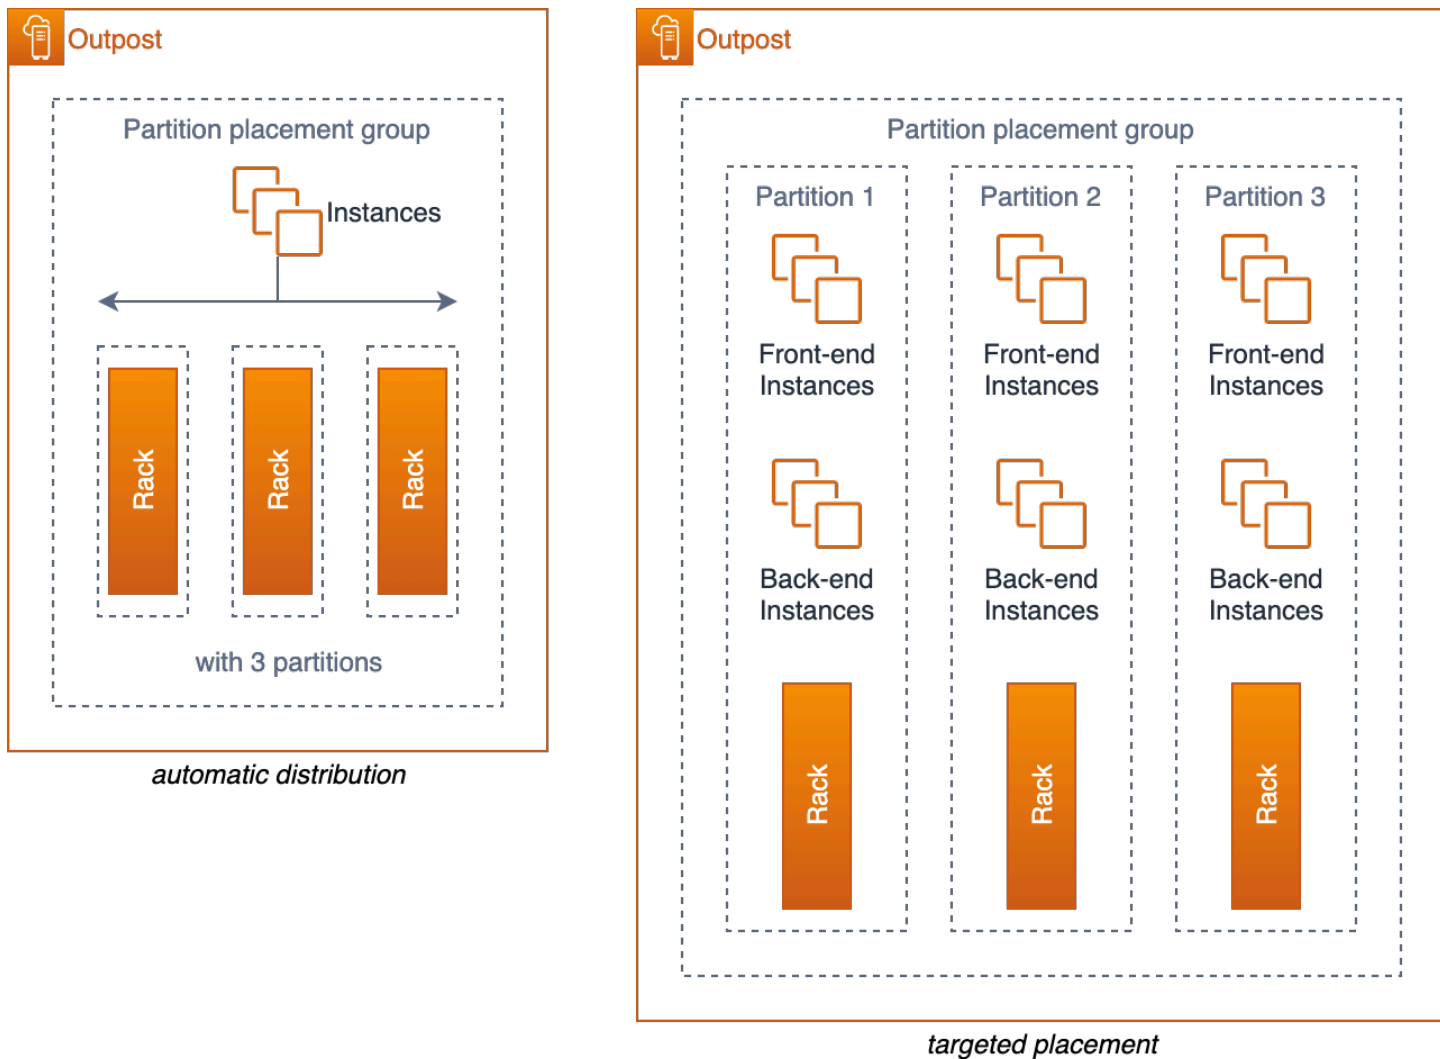 Outpost
Partition placement group
Instances
Rack
Rack
Rack
with 3 partitions
automatic distribution
Outpost
Partition placement group
Partition 1
Front-end
Instances
Back-end
Instances
Rack
Partition 2
Front-end
Instances
Back-end
Instances
Rack
Partition 3
Front-end
Instances
Back-end
Instances
Rack
targeted placement